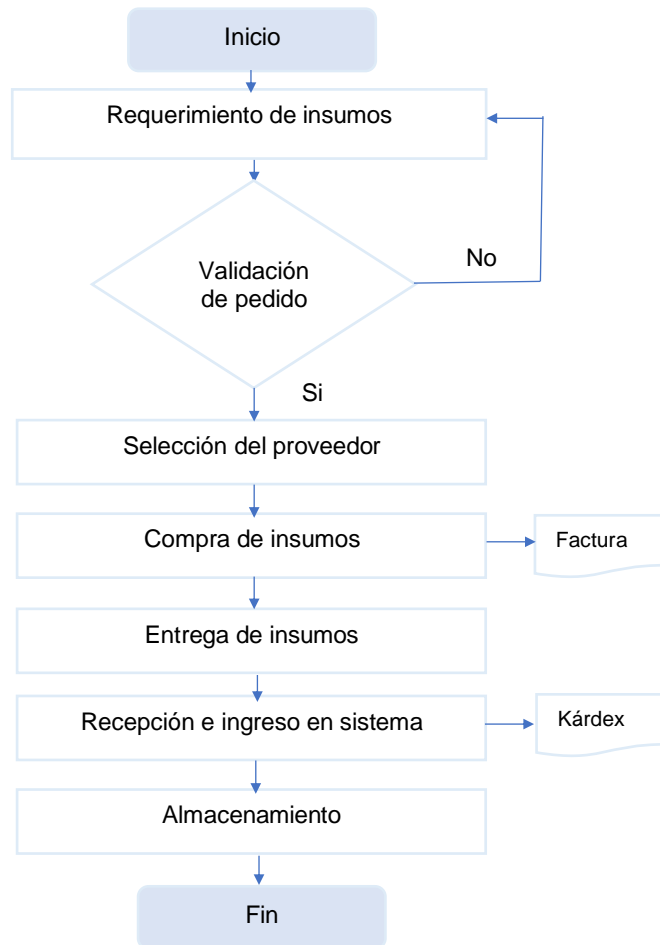 Inicio
Requerimiento de insumos
Validación
de pedido
No
Si
Selección del proveedor
Compra de insumos
Factura
Entrega de insumos
Recepción e ingreso en sistema
Kárdex
Almacenamiento
Fin